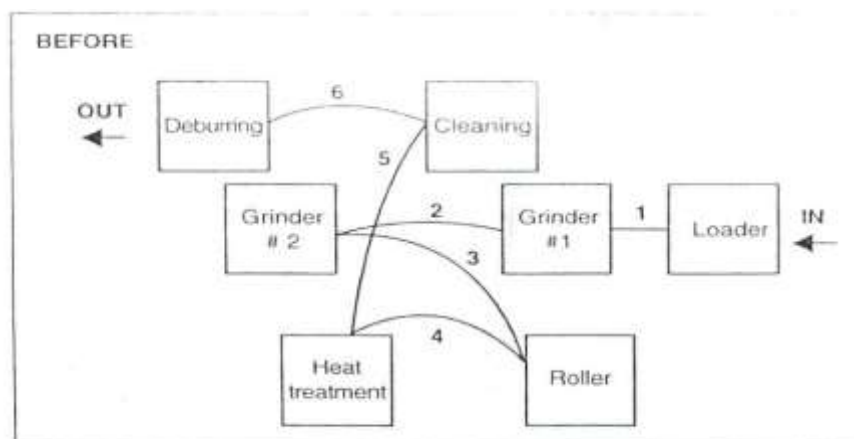 BEFORE
6
OUT
Deburring
Cleaning
5
Grinder
# 2
2
Grinder
#1
1
Loader
IN
3
4
Heat
treatment
Roller